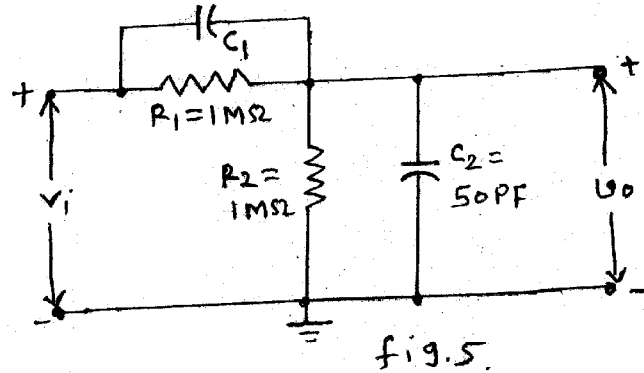 C1
+
R1=1MΩ
+
vi
R2=
1MΩ
C2=
50PF
vo
-
-
fig.5.